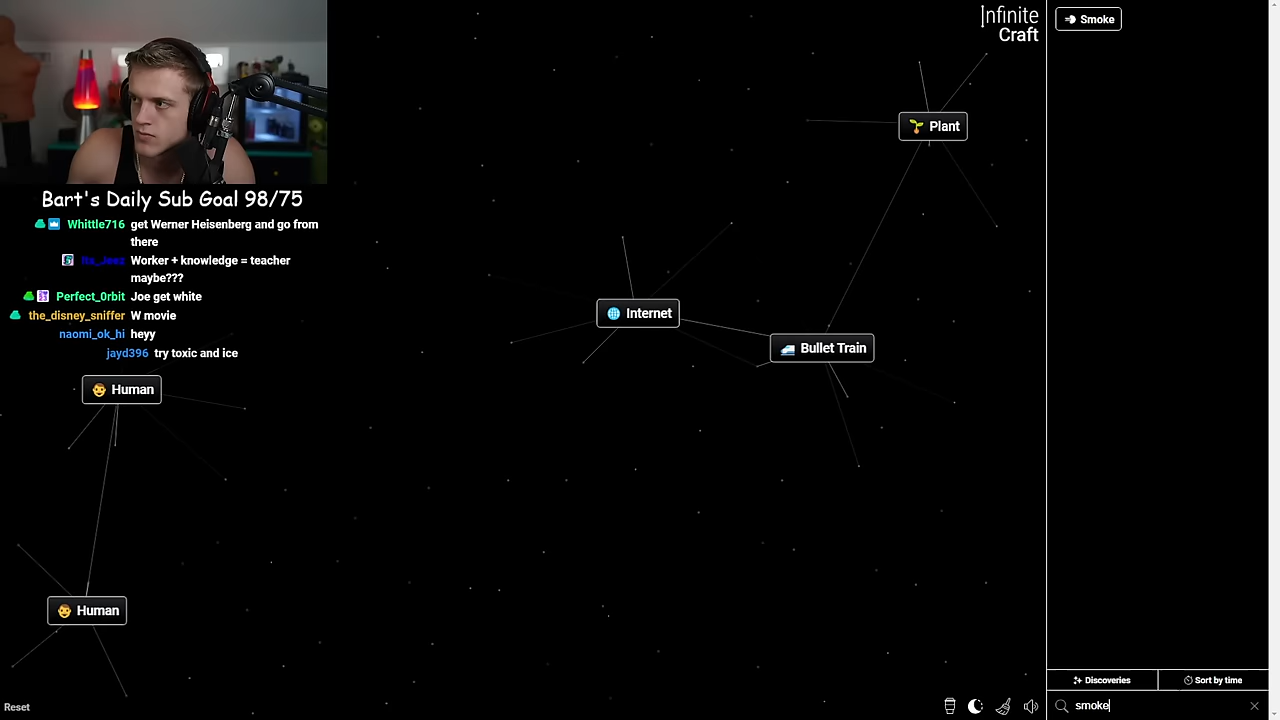 Infinite
Craft
Smoke
Plant
Bart's Daily Sub Goal 98/75
Whittle716 get Werner Heisenberg and go from
there
Worker + knowledge = teacher
maybe???
Perfect_0rbit Joe get white
the_disney_sniffer W movie
naomi_ok_hi heyy
jayd396 try toxic and ice
Internet
Bullet Train
Human
Human
Discoveries
Sort by time
Reset
smoke